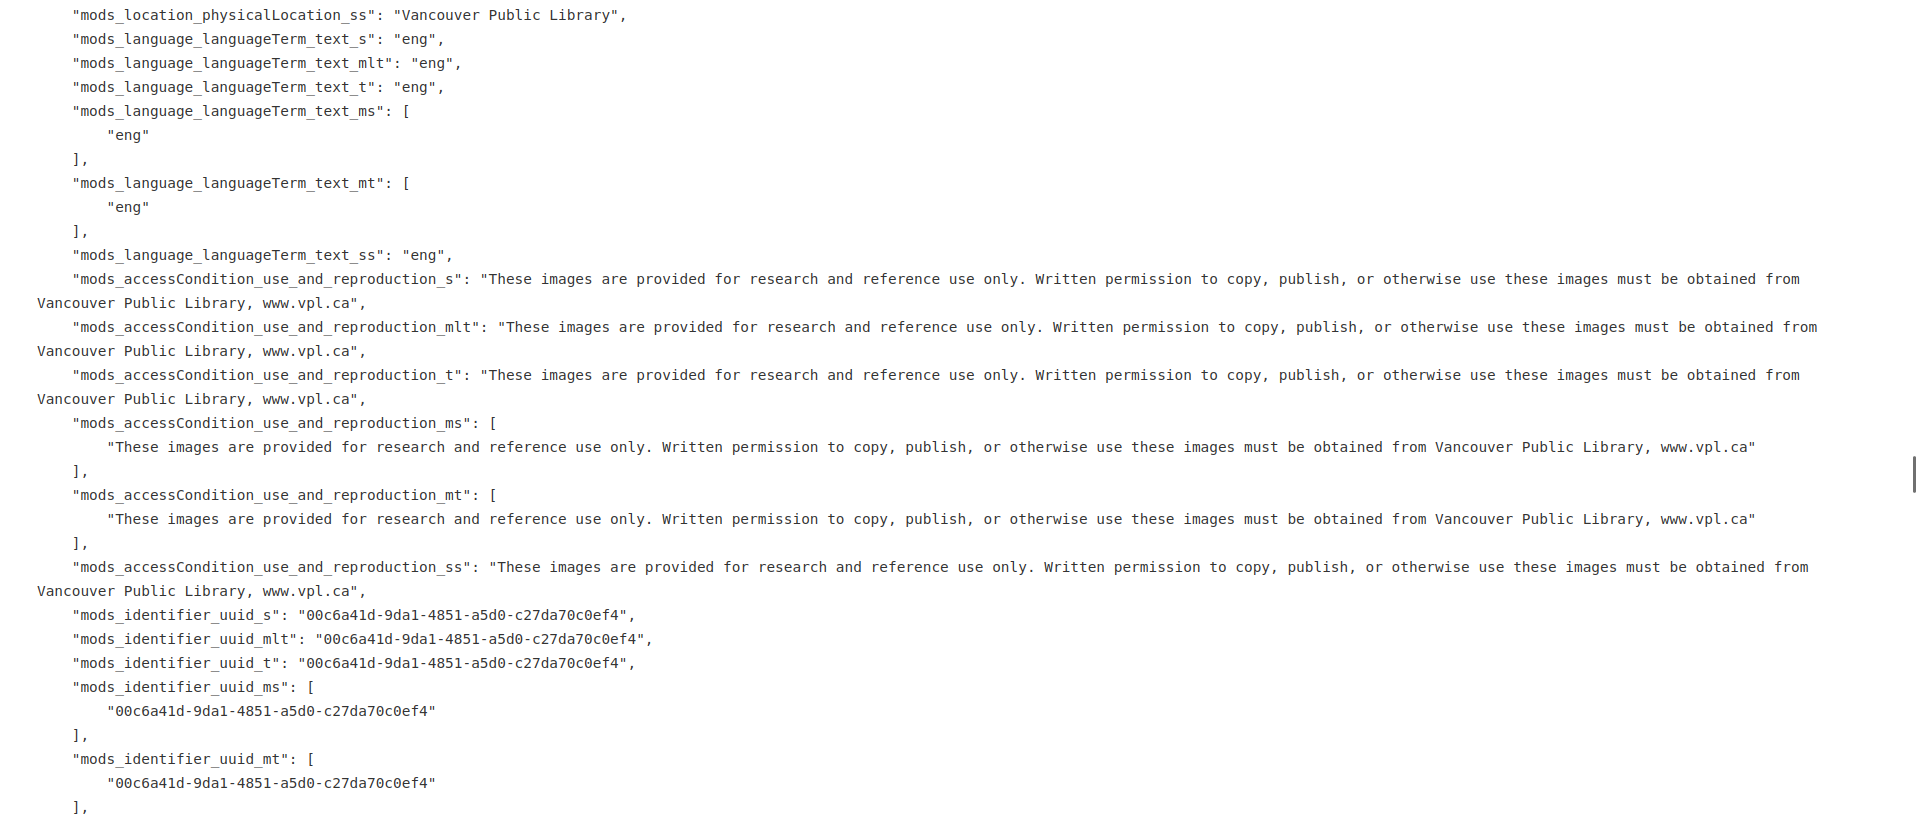 "mods_location_physicalLocation_ss": "Vancouver Public Library",
"mods_language_languageTerm_text_s": "eng",
"mods_language_languageTerm_text_mlt": "eng",
"mods_language_languageTerm_text_t": "eng",
"mods_language_languageTerm_text_ms": [
"eng"
],
"mods_language_languageTerm_text_mt": [
"eng"
],
"mods_language_languageTerm_text_ss": "eng",
"mods_accessCondition_use_and_reproduction_s": "These images are provided for research and reference use only. Written permission to copy, publish, or otherwise use these images must be obtained from
Vancouver Public Library, www.vpl.ca",
"mods_accessCondition_use_and_reproduction_mlt": "These images are provided for research and reference use only. Written permission to copy, publish, or otherwise use these images must be obtained from
Vancouver Public Library, www.vpl.ca",
"mods_accessCondition_use_and_reproduction_t": "These images are provided for research and reference use only. Written permission to copy, publish, or otherwise use these images must be obtained from
Vancouver Public Library, www.vpl.ca",
"mods_accessCondition_use_and_reproduction_ms": [
"These images are provided for research and reference use only. Written permission to copy, publish, or otherwise use these images must be obtained from Vancouver Public Library, www.vpl.ca"
],
"mods_accessCondition_use_and_reproduction_mt": [
"These images are provided for research and reference use only. Written permission to copy, publish, or otherwise use these images must be obtained from Vancouver Public Library, www.vpl.ca"
],
"mods_accessCondition_use_and_reproduction_ss": "These images are provided for research and reference use only. Written permission to copy, publish, or otherwise use these images must be obtained from
Vancouver Public Library, www.vpl.ca",
"mods_identifier_uuid_s": "00c6a41d-9da1-4851-a5d0-c27da70c0ef4",
"mods_identifier_uuid_mlt": "00c6a41d-9da1-4851-a5d0-c27da70c0ef4",
"mods_identifier_uuid_t": "00c6a41d-9da1-4851-a5d0-c27da70c0ef4",
"mods_identifier_uuid_ms": [
"00c6a41d-9da1-4851-a5d0-c27da70c0ef4"
],
"mods_identifier_uuid_mt": [
"00c6a41d-9da1-4851-a5d0-c27da70c0ef4"
],